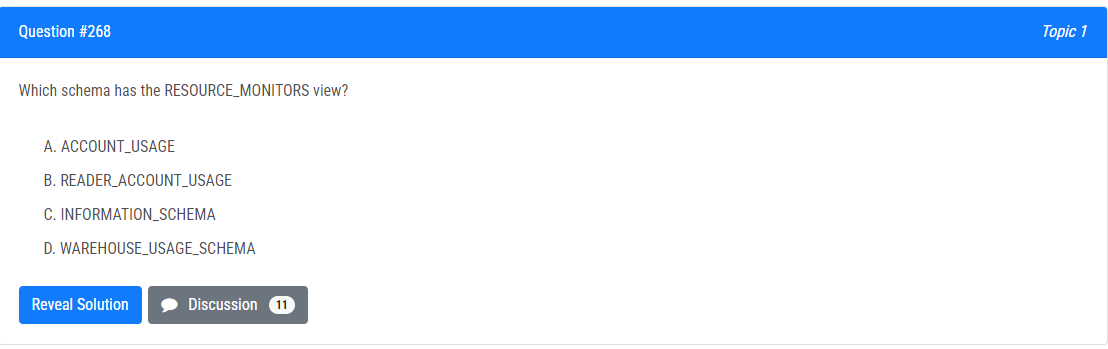 Question #268
Topic 1
Which schema has the RESOURCE_MONITORS view?
A. ACCOUNT_USAGE
B. READER_ACCOUNT_USAGE
C. INFORMATION_SCHEMA
D. WAREHOUSE_USAGE_SCHEMA
Reveal Solution
Discussion 11